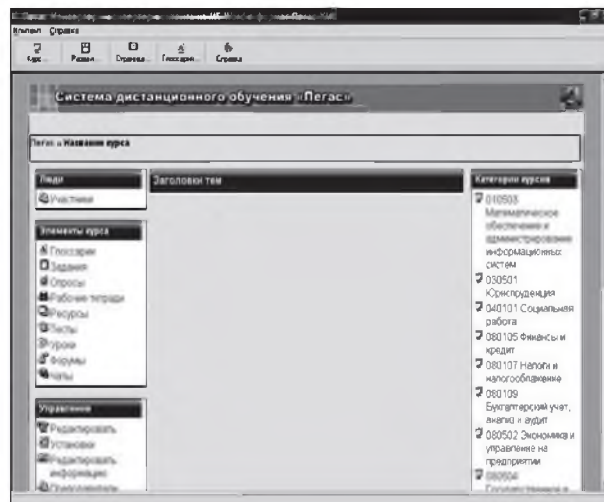 Справка
Курс...
Раздел...
Страница...
Глоссарий...
Справка
Система дистанционного обучения «Пегас»
Пегас » Название курса
Люди
Участники
Элементы курса
Глоссарии
Задания
Опросы
Рабочие тетради
Ресурсы
Тесты
Уроки
Форумы
Чаты
Управление
Редактировать
Установки
Редактировать
информацию
Заголовки тем
Категории курсов
010503
Математическое
обеспечение и
администрирование
информационных
систем
030501
Юриспруденция
040101 Социальная
работа
080105 Финансы и
кредит
080107 Налоги и
налогообложение
080109
Бухгалтерский учет,
анализ и аудит
080502 Экономика и
управление на
предприятии
080504